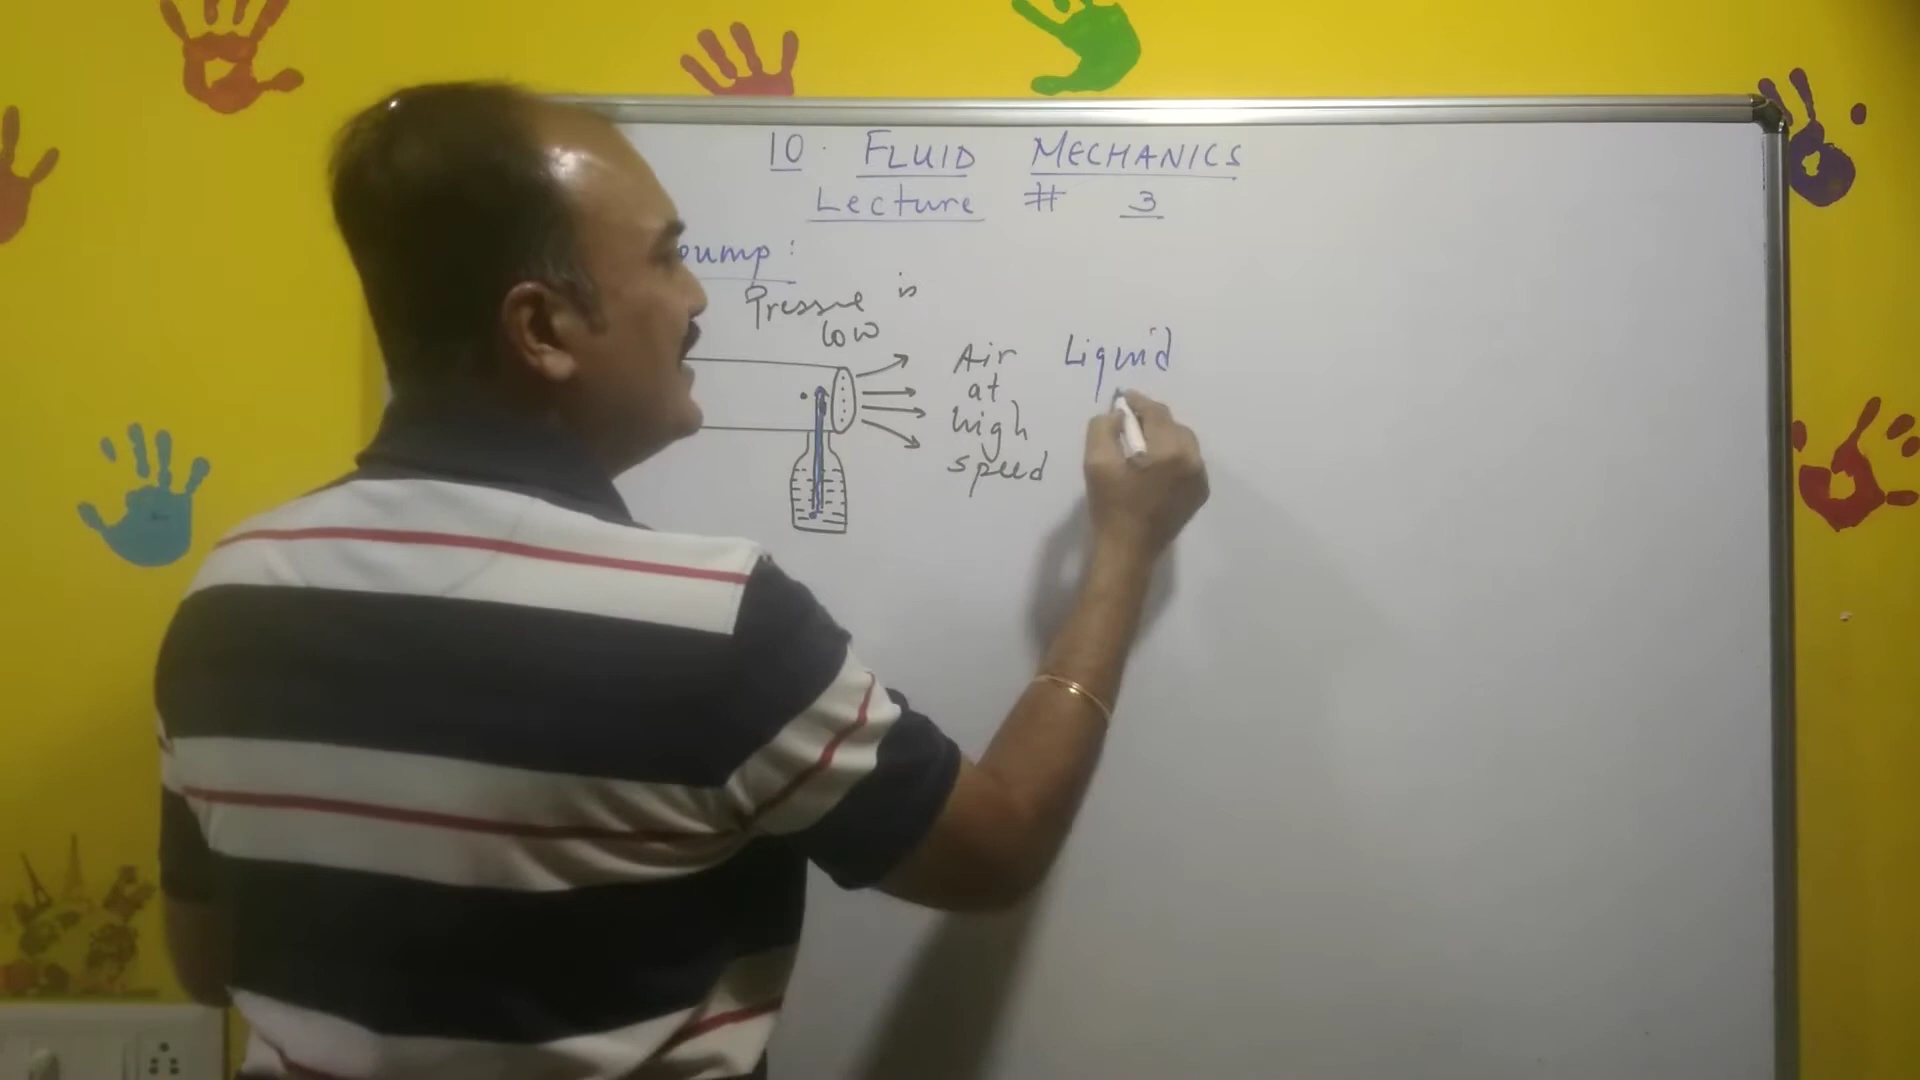 10. FLUID MECHANICS
Lecture # 3
pump:
Pressure is
low
Air
at
high
speed
Liquid